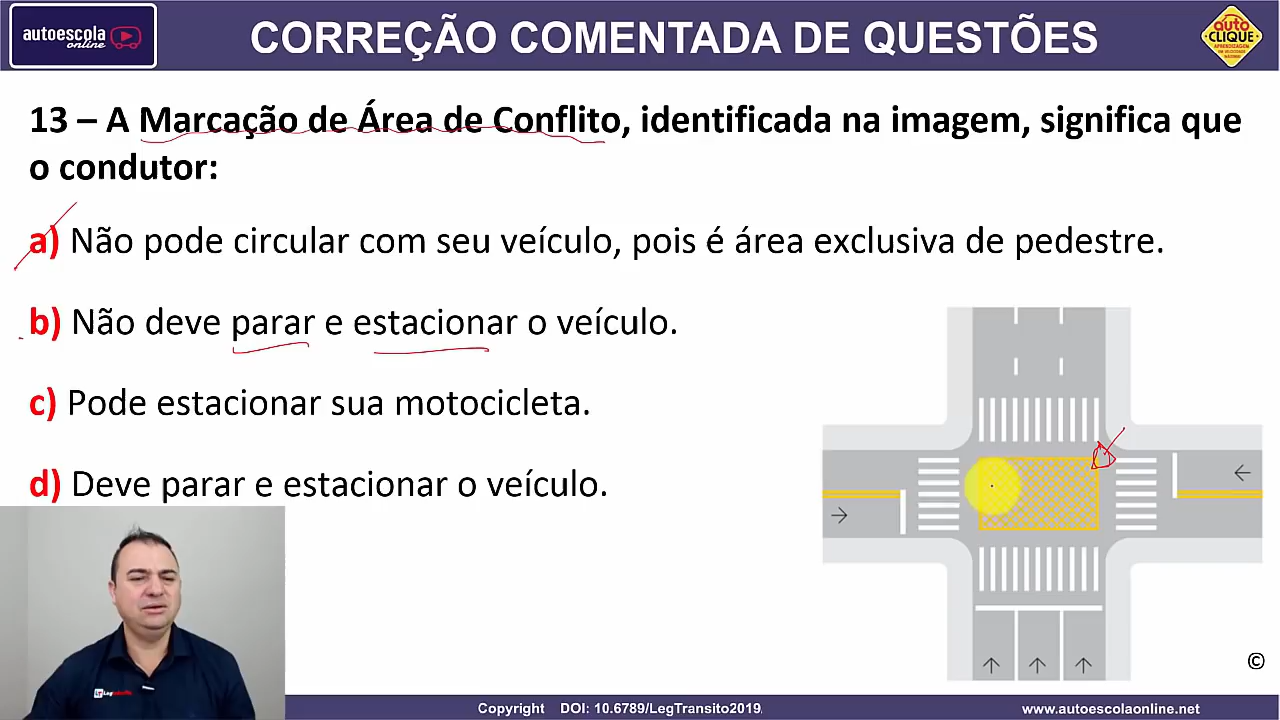 autoescola
online
CORREÇÃO COMENTADA DE QUESTÕES
auto
CLIQUE
APRENDIZAGEM
13 – A Marcação de Área de Conflito, identificada na imagem, significa que
o condutor:
a) Não pode circular com seu veículo, pois é área exclusiva de pedestre.
b) Não deve parar e estacionar o veículo.
c) Pode estacionar sua motocicleta.
d) Deve parar e estacionar o veículo.
©
Copyright DOI: 10.6789/LegTransito2019.
www.autoescolaonline.net